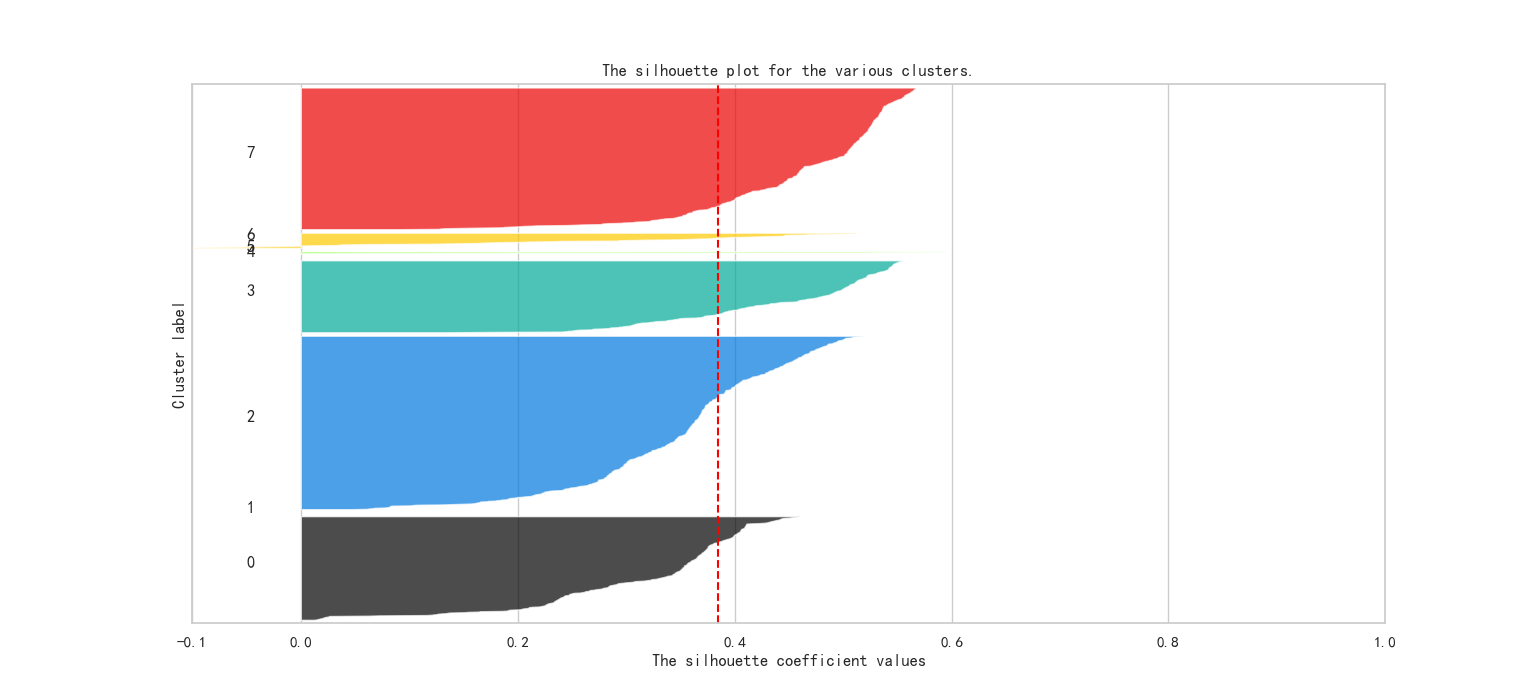 The silhouette plot for the various clusters.
7
6
5
4
3
2
1
0
Cluster label
-0.1 0.0 0.2 0.4 0.6 0.8 1.0
The silhouette coefficient values